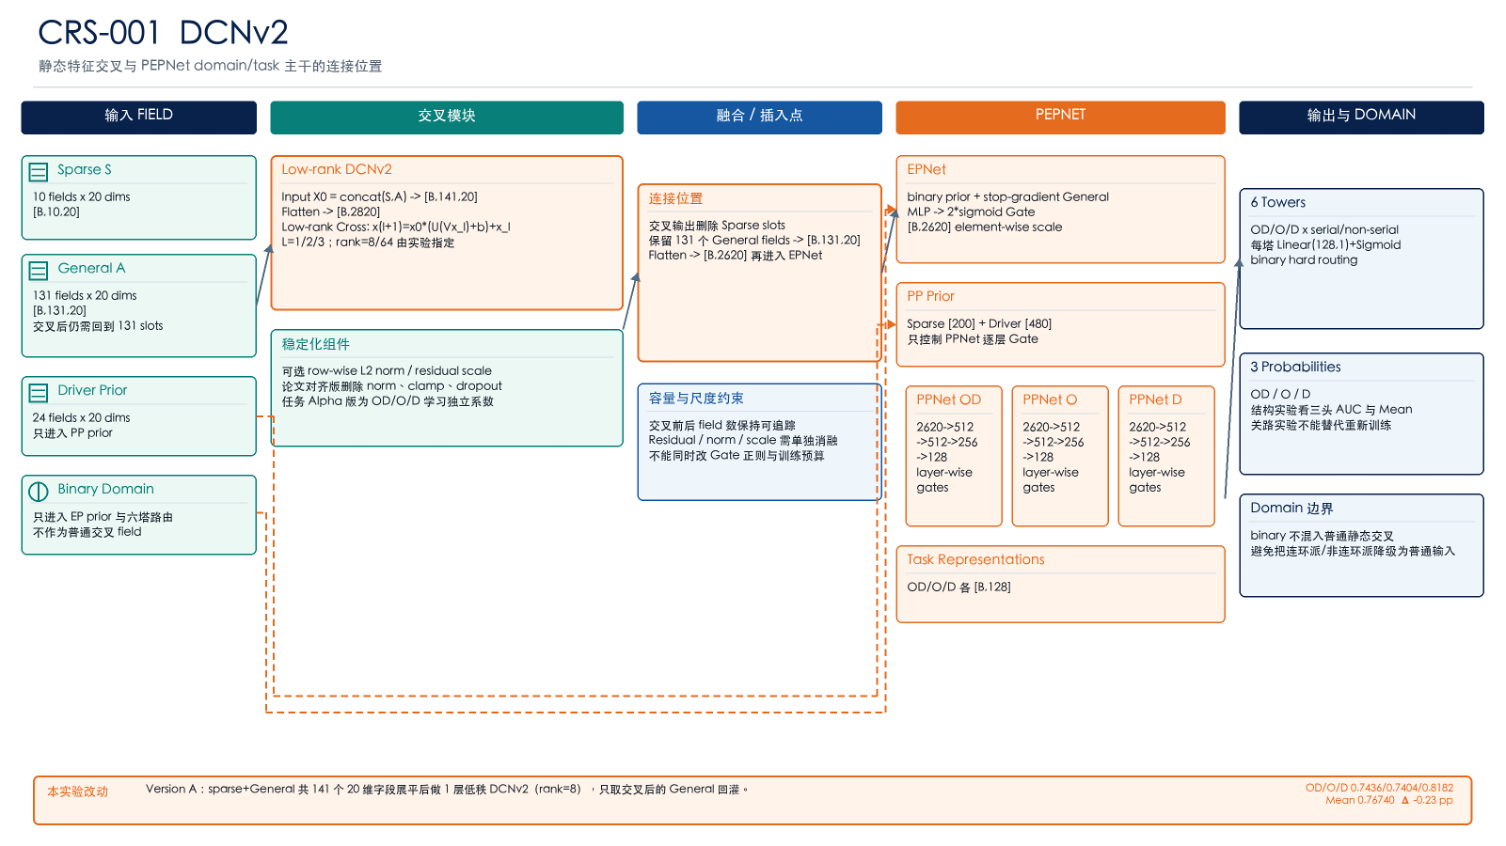 CRS-001 DCNv2
静态特征交叉与 PEPNet domain/task 主干的连接位置
输入 FIELD
交叉模块
融合 / 插入点
PEPNET
输出与 DOMAIN
Sparse S
10 fields x 20 dims
[B,10,20]
General A
131 fields x 20 dims
[B,131,20]
交叉后仍需回到 131 slots
Driver Prior
24 fields x 20 dims
只进入 PP prior
Binary Domain
只进入 EP prior 与六塔路由
不作为普通交叉 field
Low-rank DCNv2
Input X0 = concat(S,A) -> [B,141,20]
Flatten -> [B,2820]
Low-rank Cross: x(l+1)=x0*(U(Vx_l)+b)+x_l
L=1/2/3；rank=8/64 由实验指定
稳定化组件
可选 row-wise L2 norm / residual scale
论文对齐版删除 norm、clamp、dropout
任务 Alpha 版为 OD/O/D 学习独立系数
连接位置
交叉输出删除 Sparse slots
保留 131 个 General fields -> [B,131,20]
Flatten -> [B,2620] 再进入 EPNet
容量与尺度约束
交叉前后 field 数保持可追踪
Residual / norm / scale 需单独消融
不能同时改 Gate 正则与训练预算
EPNet
binary prior + stop-gradient General
MLP -> 2*sigmoid Gate
[B,2620] element-wise scale
PP Prior
Sparse [200] + Driver [480]
只控制 PPNet 逐层 Gate
PPNet OD
2620->512
->512->256
->128
layer-wise
gates
PPNet O
2620->512
->512->256
->128
layer-wise
gates
PPNet D
2620->512
->512->256
->128
layer-wise
gates
Task Representations
OD/O/D 各 [B,128]
6 Towers
OD/O/D x serial/non-serial
每塔 Linear(128,1)+Sigmoid
binary hard routing
3 Probabilities
OD / O / D
结构实验看三头 AUC 与 Mean
关路实验不能替代重新训练
Domain 边界
binary 不混入普通静态交叉
避免把连环派/非连环派降级为普通输入
本实验改动
Version A：sparse+General 共 141 个 20 维字段展平后做 1 层低秩 DCNv2（rank=8），只取交叉后的 General 回灌。
OD/O/D 0.7436/0.7404/0.8182
Mean 0.76740 Δ -0.23 pp